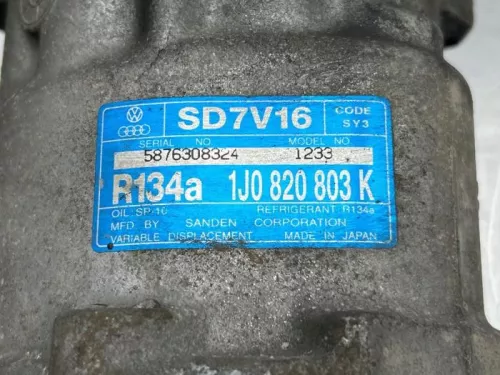 SD7V16 CODE SY3
SERIAL NO MODEL NO
5876308324 1233
R134a 1J0 820 803 K
OIL SP-10 REFRIGERANT R134a
MFD BY SANDEN CORPORATION
VARIABLE DISPLACEMENT MADE IN JAPAN